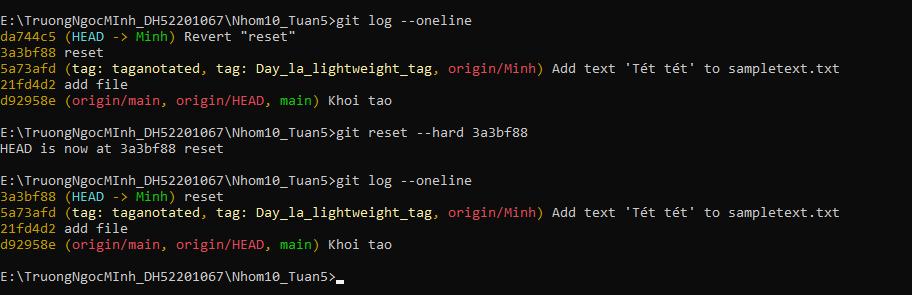 E:\TruongNgocMInh_DH52201067\Nhom10_Tuan5>git log --oneline
da744c5 (HEAD -> Minh) Revert "reset"
3a3bf88 reset
5a73afd (tag: taganotated, tag: Day_la_lightweight_tag, origin/Minh) Add text 'Tét tét' to sampletext.txt
21fd4d2 add file
d92958e (origin/main, origin/HEAD, main) Khoi tao
E:\TruongNgocMInh_DH52201067\Nhom10_Tuan5>git reset --hard 3a3bf88
HEAD is now at 3a3bf88 reset
E:\TruongNgocMInh_DH52201067\Nhom10_Tuan5>git log --oneline
3a3bf88 (HEAD -> Minh) reset
5a73afd (tag: taganotated, tag: Day_la_lightweight_tag, origin/Minh) Add text 'Tét tét' to sampletext.txt
21fd4d2 add file
d92958e (origin/main, origin/HEAD, main) Khoi tao
E:\TruongNgocMInh_DH52201067\Nhom10_Tuan5>